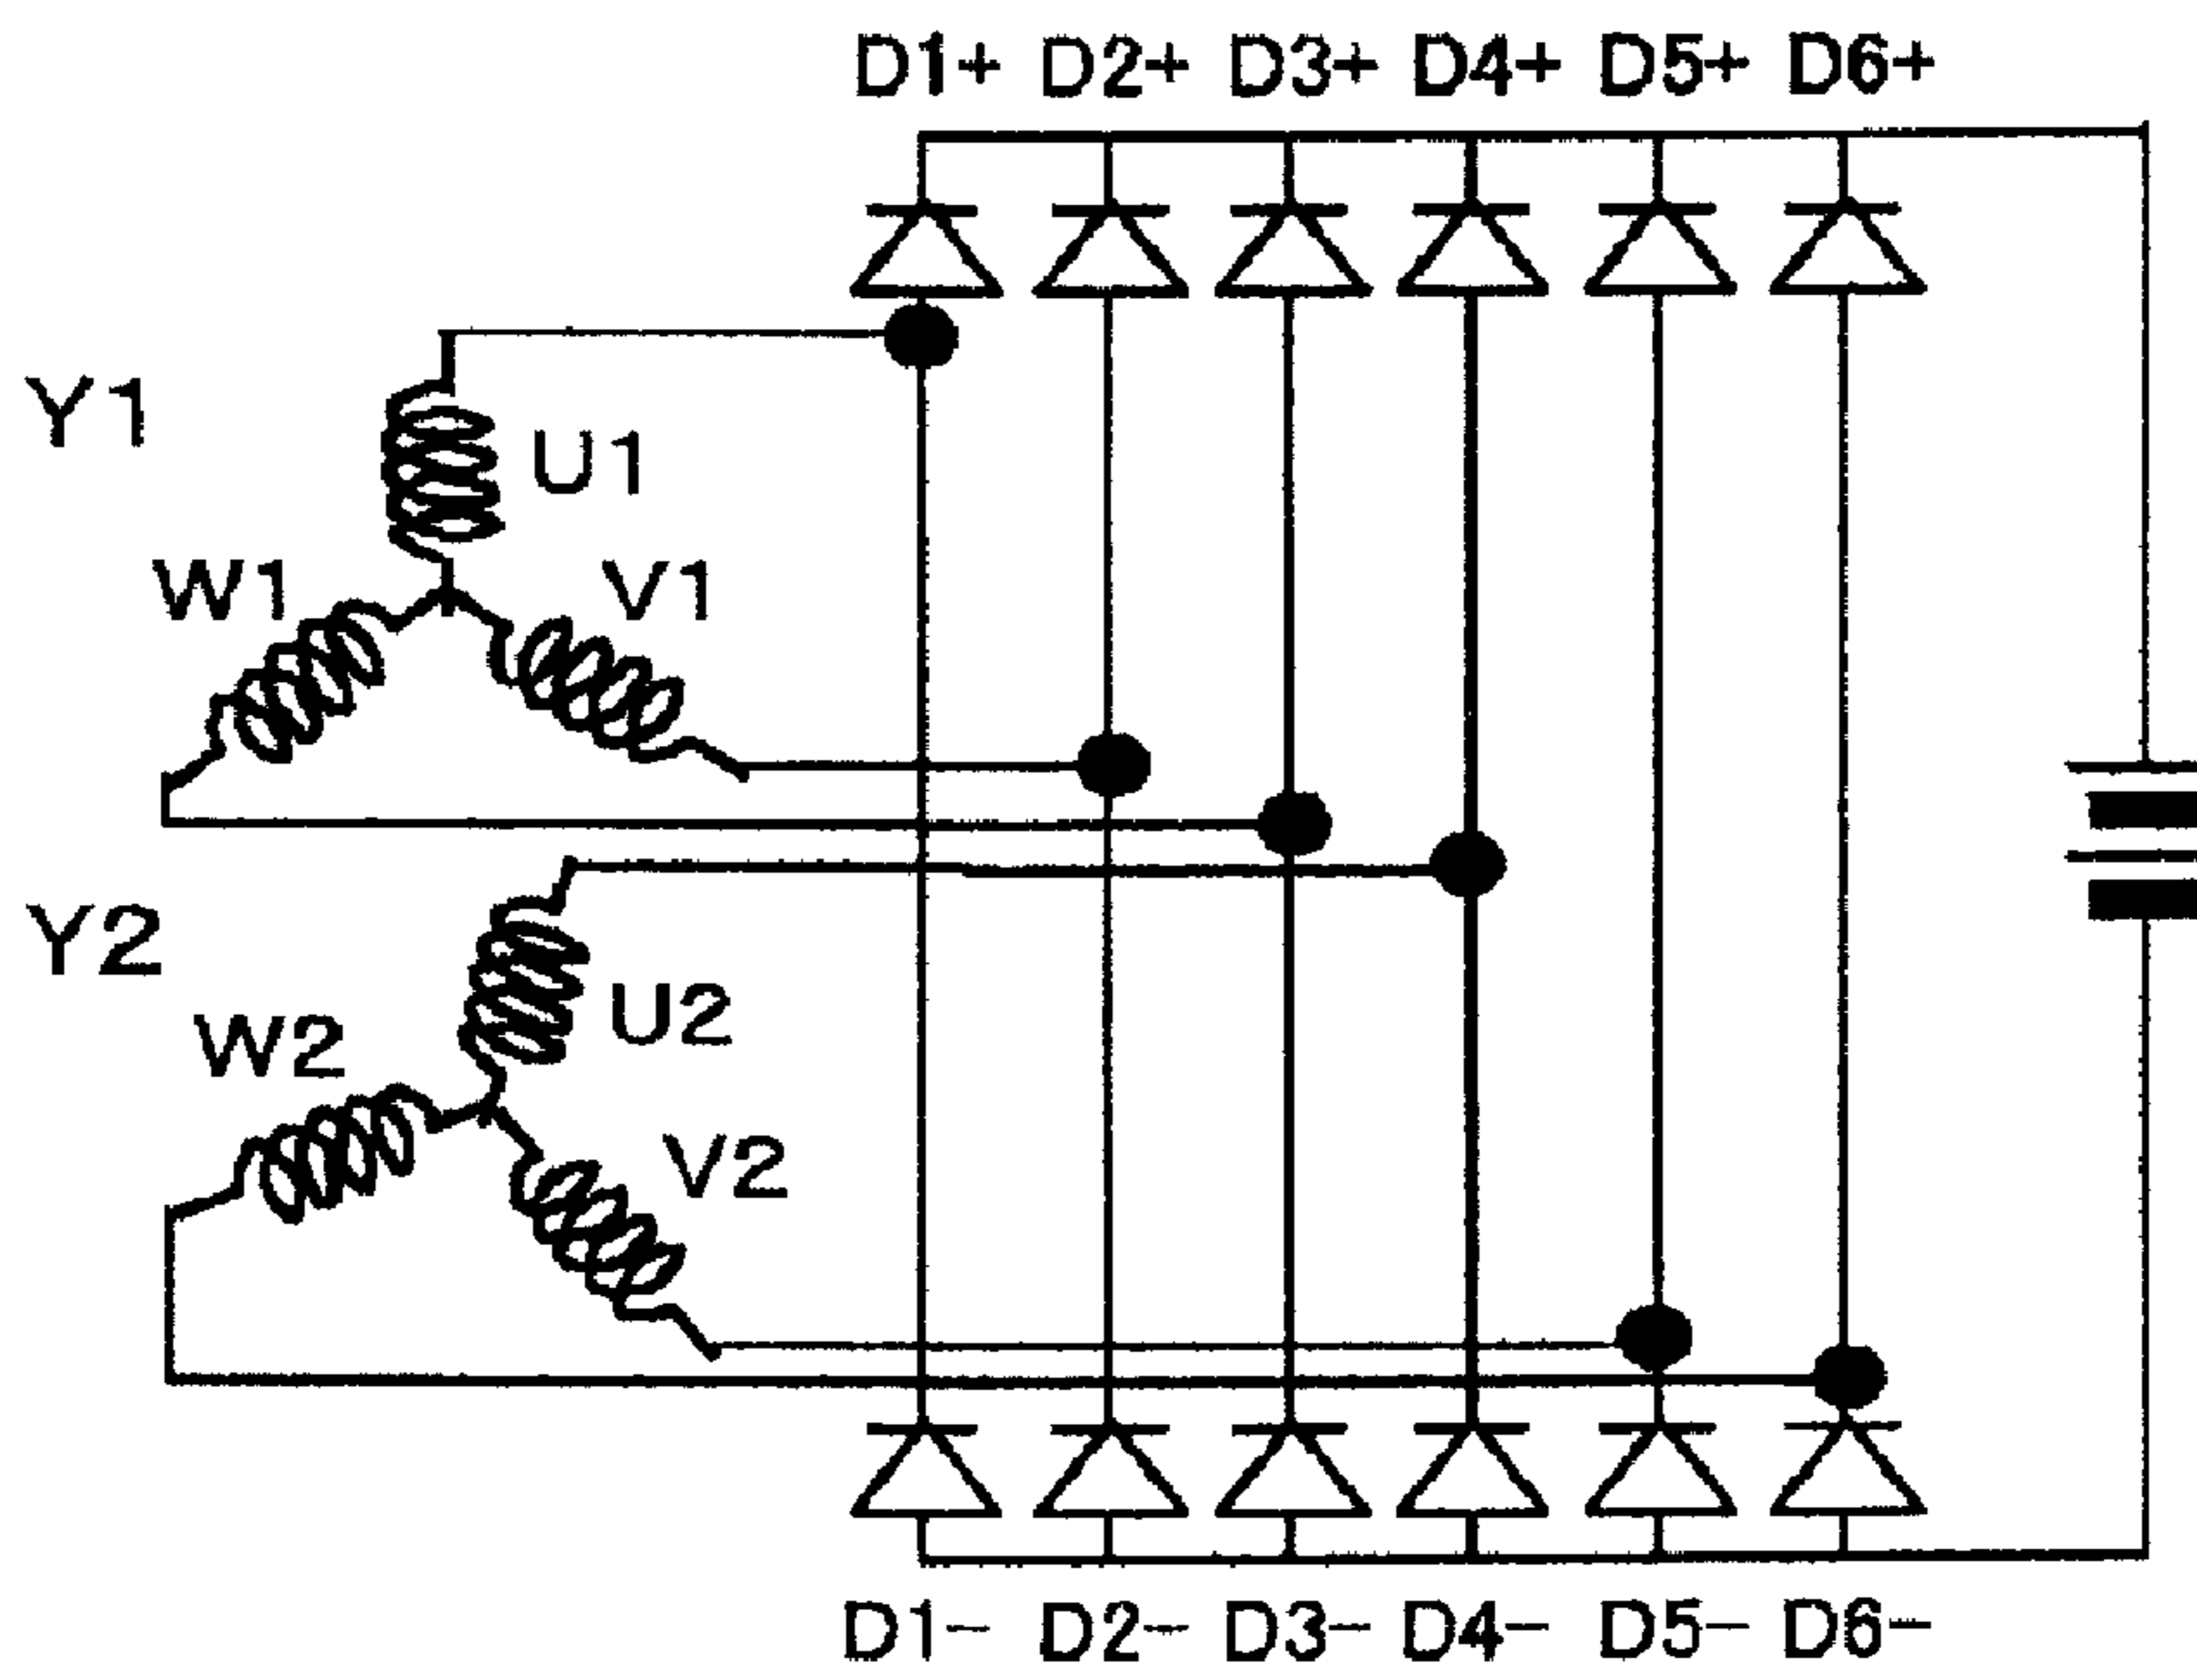 D1+ D2+ D3+ D4+ D5+ D6+
Y1
U1
W1
V1
Y2
U2
W2
V2
D1- D2- D3- D4- D5- D6-